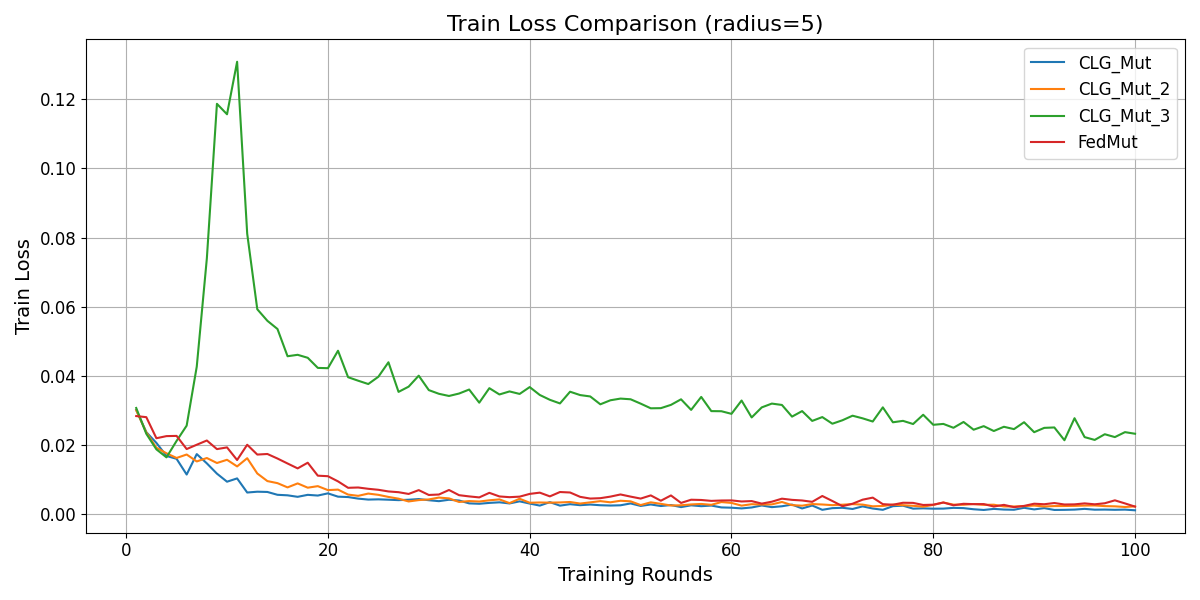 Train Loss Comparison (radius=5)
CLG_Mut
CLG_Mut_2
CLG_Mut_3
FedMut
Train Loss
0.12
0.10
0.08
0.06
0.04
0.02
0.00
0 20 40 60 80 100
Training Rounds